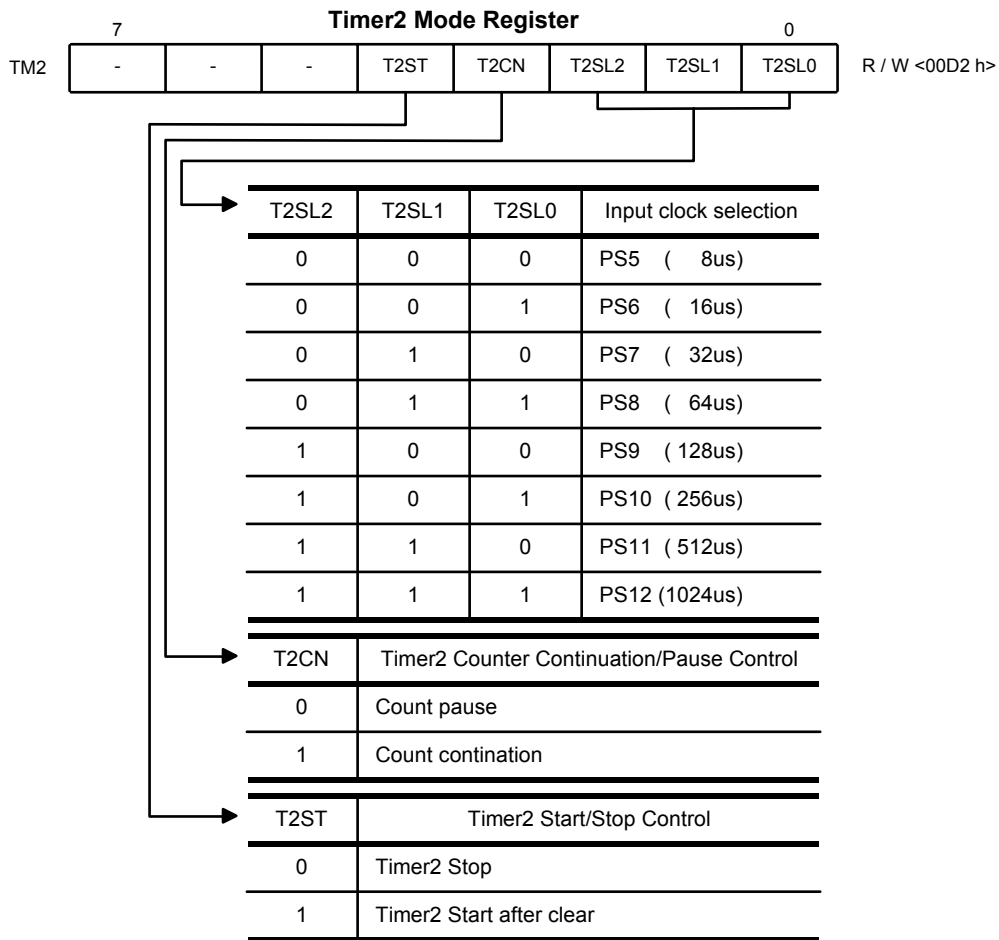 Timer2 Mode Register
7 0
TM2 - - - T2ST T2CN T2SL2 T2SL1 T2SL0 R / W <00D2 h>
T2SL2 T2SL1 T2SL0 Input clock selection
0 0 0 PS5 ( 8us)
0 0 1 PS6 ( 16us)
0 1 0 PS7 ( 32us)
0 1 1 PS8 ( 64us)
1 0 0 PS9 ( 128us)
1 0 1 PS10 ( 256us)
1 1 0 PS11 ( 512us)
1 1 1 PS12 (1024us)
T2CN Timer2 Counter Continuation/Pause Control
0 Count pause
1 Count contination
T2ST Timer2 Start/Stop Control
0 Timer2 Stop
1 Timer2 Start after clear